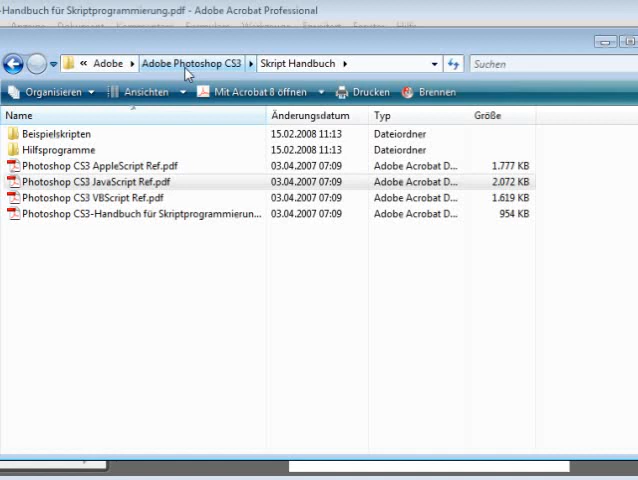 Handbuch für Skriptprogrammierung.pdf - Adobe Acrobat Professional
« Adobe ▸ Adobe Photoshop CS3 ▸ Skript Handbuch ▸ Suchen
Organisieren Ansichten Mit Acrobat 8 öffnen Drucken Brennen
Name Änderungsdatum Typ Größe
Beispielskripten 15.02.2008 11:13 Dateiordner
Hilfsprogramme 15.02.2008 11:13 Dateiordner
Photoshop CS3 AppleScript Ref.pdf 03.04.2007 07:09 Adobe Acrobat D... 1.777 KB
Photoshop CS3 JavaScript Ref.pdf 03.04.2007 07:09 Adobe Acrobat D... 2.072 KB
Photoshop CS3 VBScript Ref.pdf 03.04.2007 07:09 Adobe Acrobat D... 1.619 KB
Photoshop CS3-Handbuch für Skriptprogrammierun... 03.04.2007 07:09 Adobe Acrobat D... 954 KB